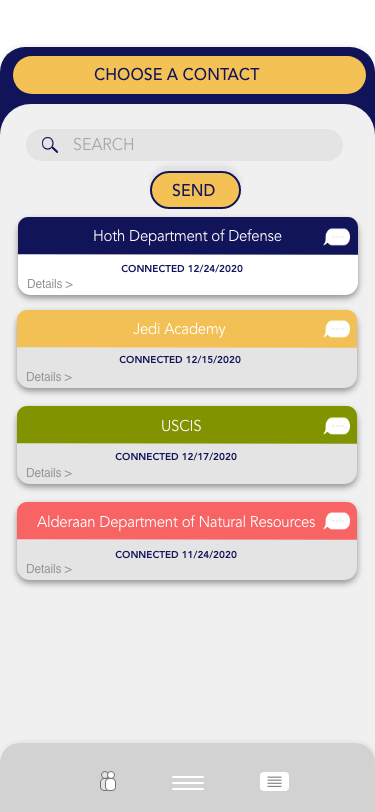 CHOOSE A CONTACT
SEARCH
SEND
Hoth Department of Defense
CONNECTED 12/24/2020
Details >
Jedi Academy
CONNECTED 12/15/2020
Details >
USCIS
CONNECTED 12/17/2020
Details >
Alderaan Department of Natural Resources
CONNECTED 11/24/2020
Details >